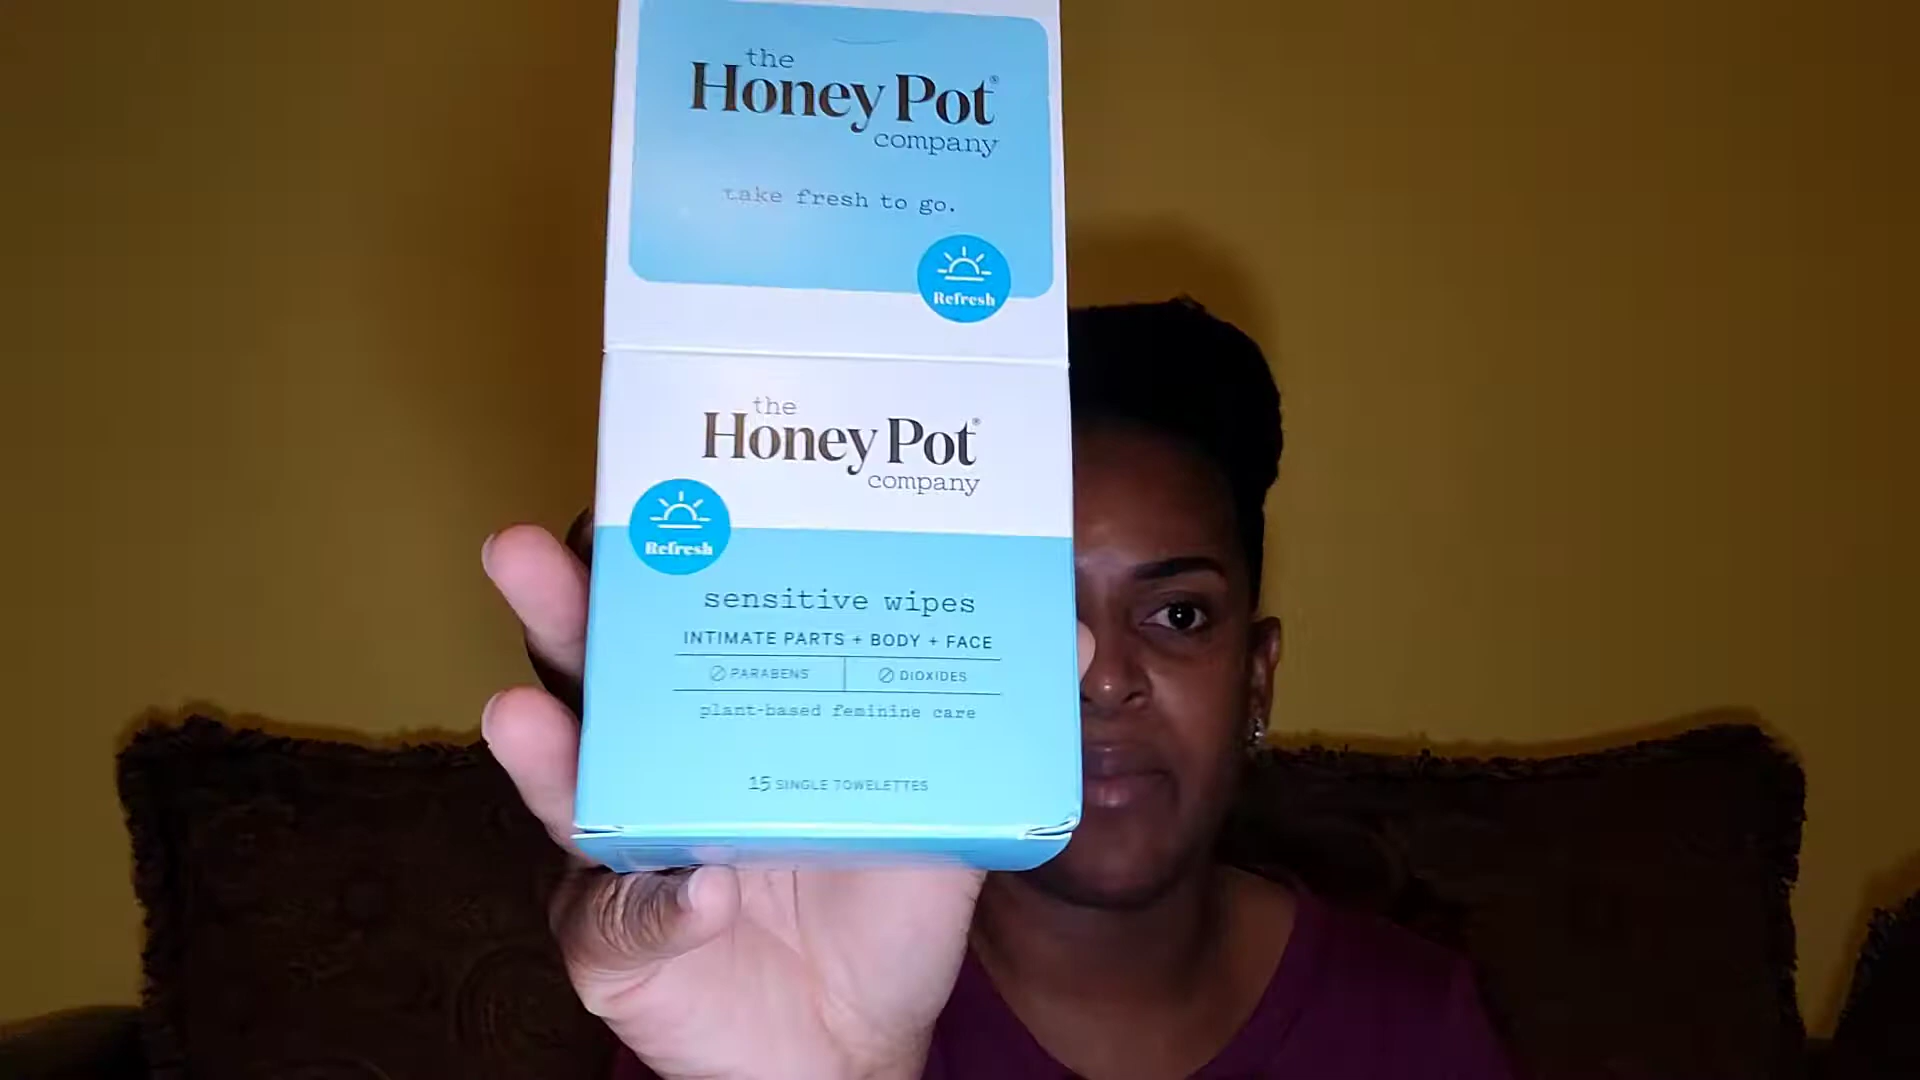 the
Honey Pot®
company
take fresh to go.
Refresh
the
Honey Pot®
company
Refresh
sensitive wipes
INTIMATE PARTS + BODY + FACE
PARABENS
DIOXIDES
plant-based feminine care
15 SINGLE TOWELETTES